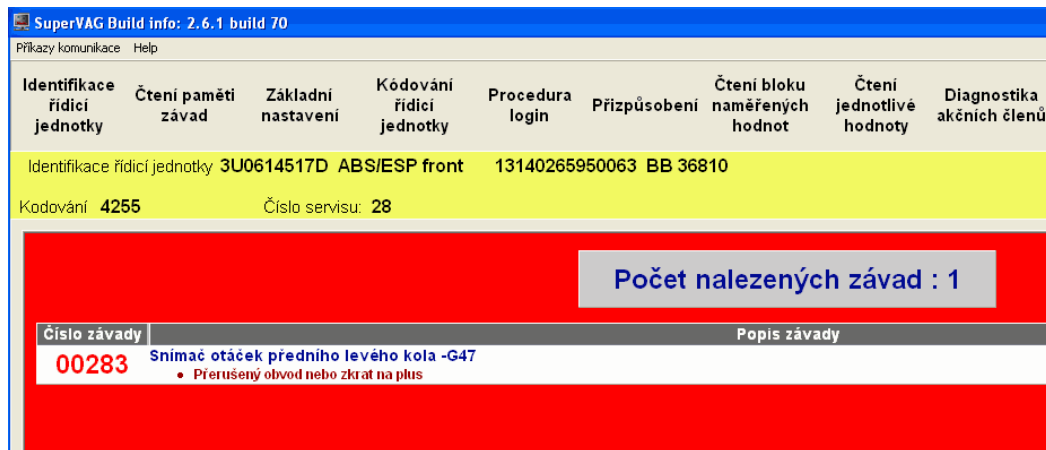 SuperVAG Build info: 2.6.1 build 70
Příkazy komunikace Help
Identifikace řídicí jednotky
Čtení paměti závad
Základní nastavení
Kódování řídicí jednotky
Procedura login
Přizpůsobení
Čtení bloku naměřených hodnot
Čtení jednotlivé hodnoty
Diagnostika akčních členů
Identifikace řídicí jednotky 3U0614517D ABS/ESP front 13140265950063 BB 36810
Kodování 4255 Číslo servisu: 28
Počet nalezených závad : 1
Číslo závady Popis závady
00283 Snímač otáček předního levého kola -G47
• Přerušený obvod nebo zkrat na plus